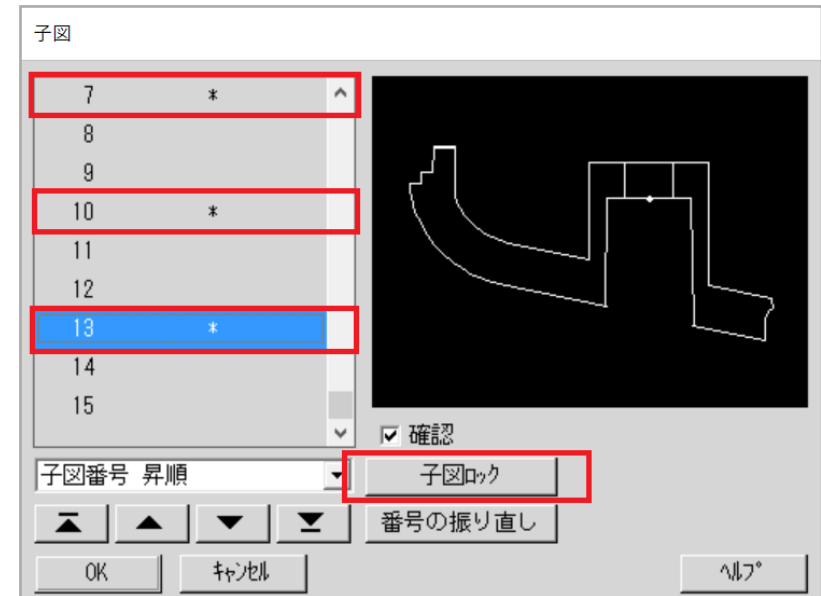 子図
7 *
8
9
10 *
11
12
13 *
14
15
確認
子図番号 昇順
子図ﾛｯｸ
番号の振り直し
OK
ｷｬﾝｾﾙ
ﾍﾙﾌﾟ